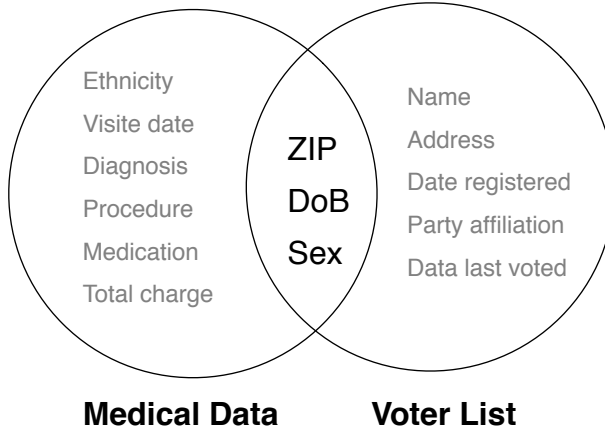 Ethnicity
Visite date
Diagnosis
Procedure
Medication
Total charge
ZIP
DoB
Sex
Name
Address
Date registered
Party affiliation
Data last voted
Medical Data
Voter List